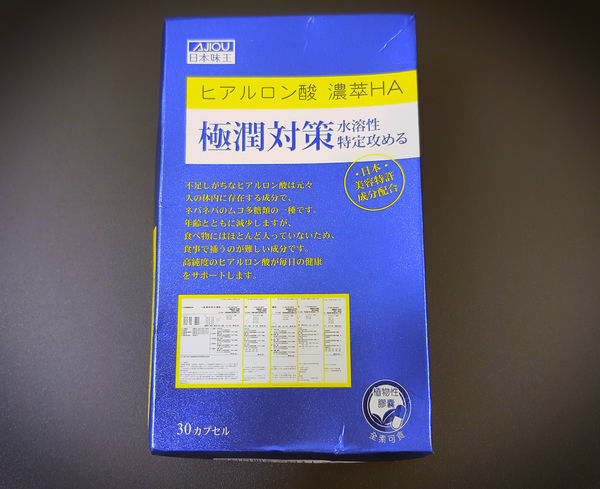 AJIOU
日本味王
ヒアルロン酸 濃萃HA
極潤対策
水溶性
特定攻める
・日本・
美容特許
成分配合
不足しがちなヒアルロン酸は元々
人の体内に存在する成分で、
ネバネバのムコ多糖類の一種です。
年齢とともに減少しますが、
食べ物にはほとんど入っていないため、
食事で補うのが難しい成分です。
高純度のヒアルロン酸が毎日の健康
をサポートします。
植物性
膠囊
全素可食
30カプセル